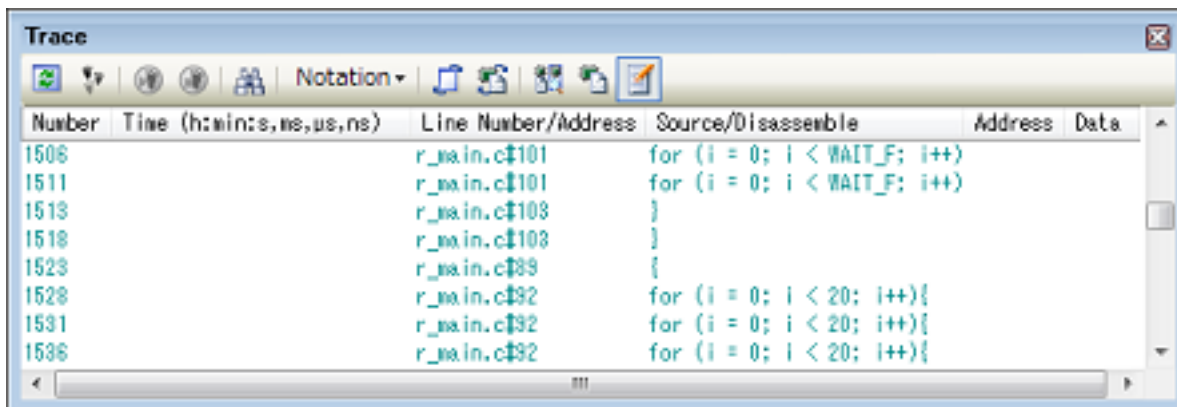 Trace
Notation
Number Time (h:min:s,ms,μs,ns) Line Number/Address Source/Disassemble Address Data
1506 r_main.c#101 for (i = 0; i < WAIT_F; i++)
1511 r_main.c#101 for (i = 0; i < WAIT_F; i++)
1513 r_main.c#103 }
1518 r_main.c#103 }
1523 r_main.c#89 {
1528 r_main.c#92 for (i = 0; i < 20; i++){
1531 r_main.c#92 for (i = 0; i < 20; i++){
1536 r_main.c#92 for (i = 0; i < 20; i++){